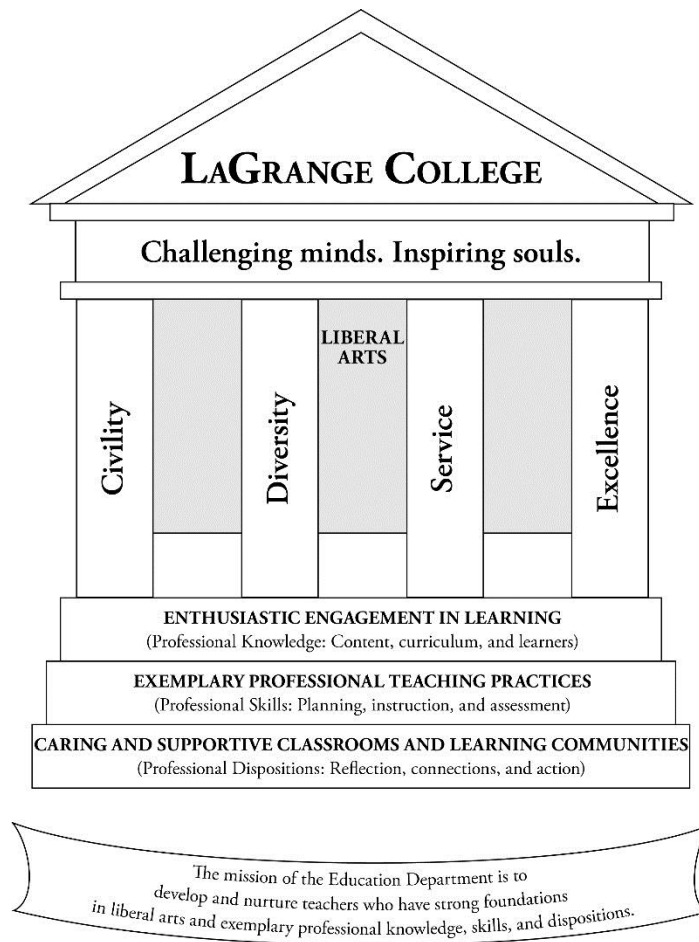 LAGRANGE COLLEGE
Challenging minds. Inspiring souls.
Civility
Diversity
LIBERAL
ARTS
Service
Excellence
ENTHUSIASTIC ENGAGEMENT IN LEARNING
(Professional Knowledge: Content, curriculum, and learners)
EXEMPLARY PROFESSIONAL TEACHING PRACTICES
(Professional Skills: Planning, instruction, and assessment)
CARING AND SUPPORTIVE CLASSROOMS AND LEARNING COMMUNITIES
(Professional Dispositions: Reflection, connections, and action)
The mission of the Education Department is to
develop and nurture teachers who have strong foundations
in liberal arts and exemplary professional knowledge, skills, and dispositions.